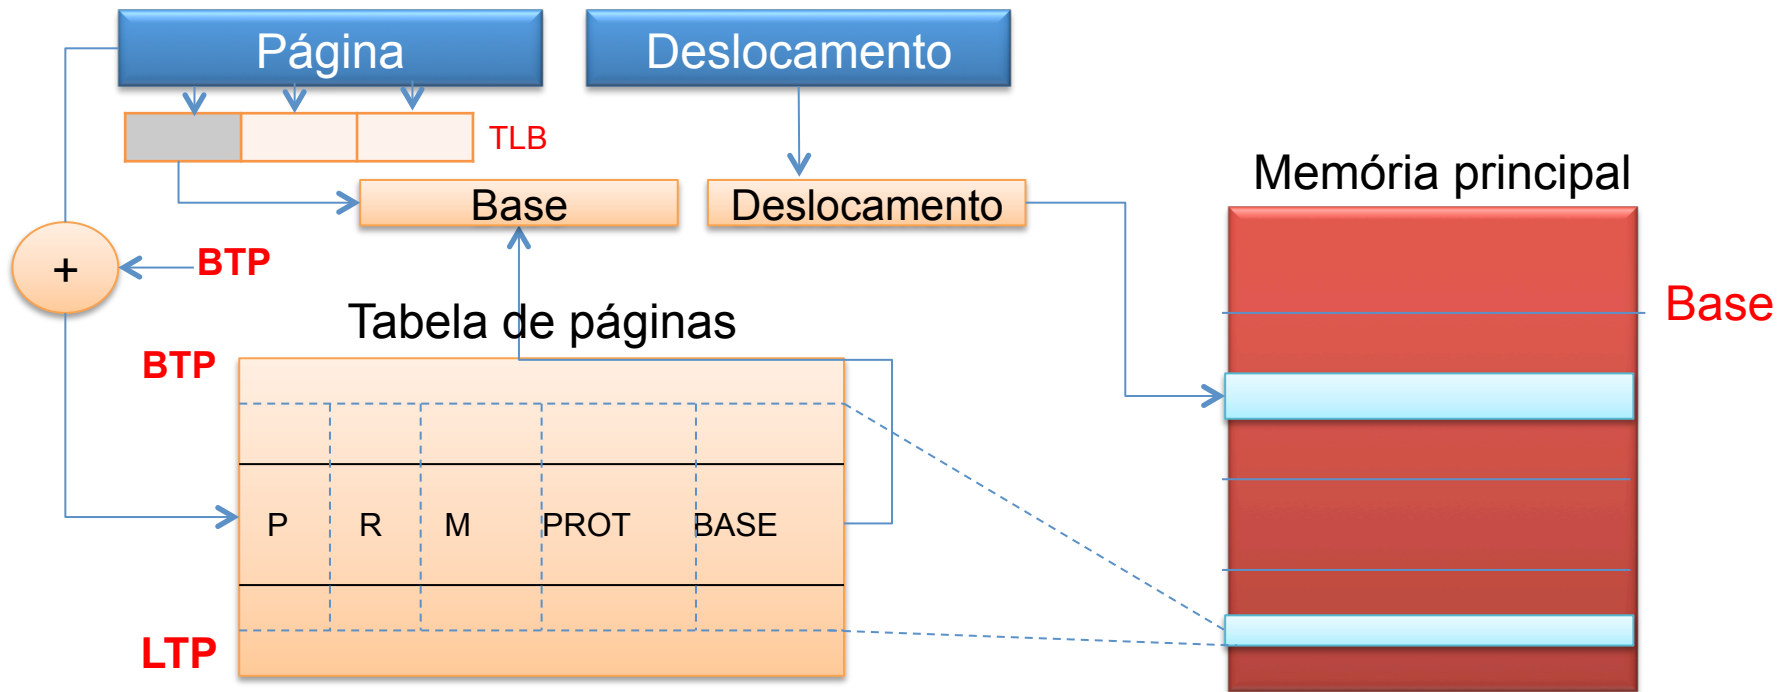 Página
Deslocamento
TLB
Memória principal
Base
Deslocamento
+
BTP
Base
Tabela de páginas
BTP
P R M PROT BASE
LTP